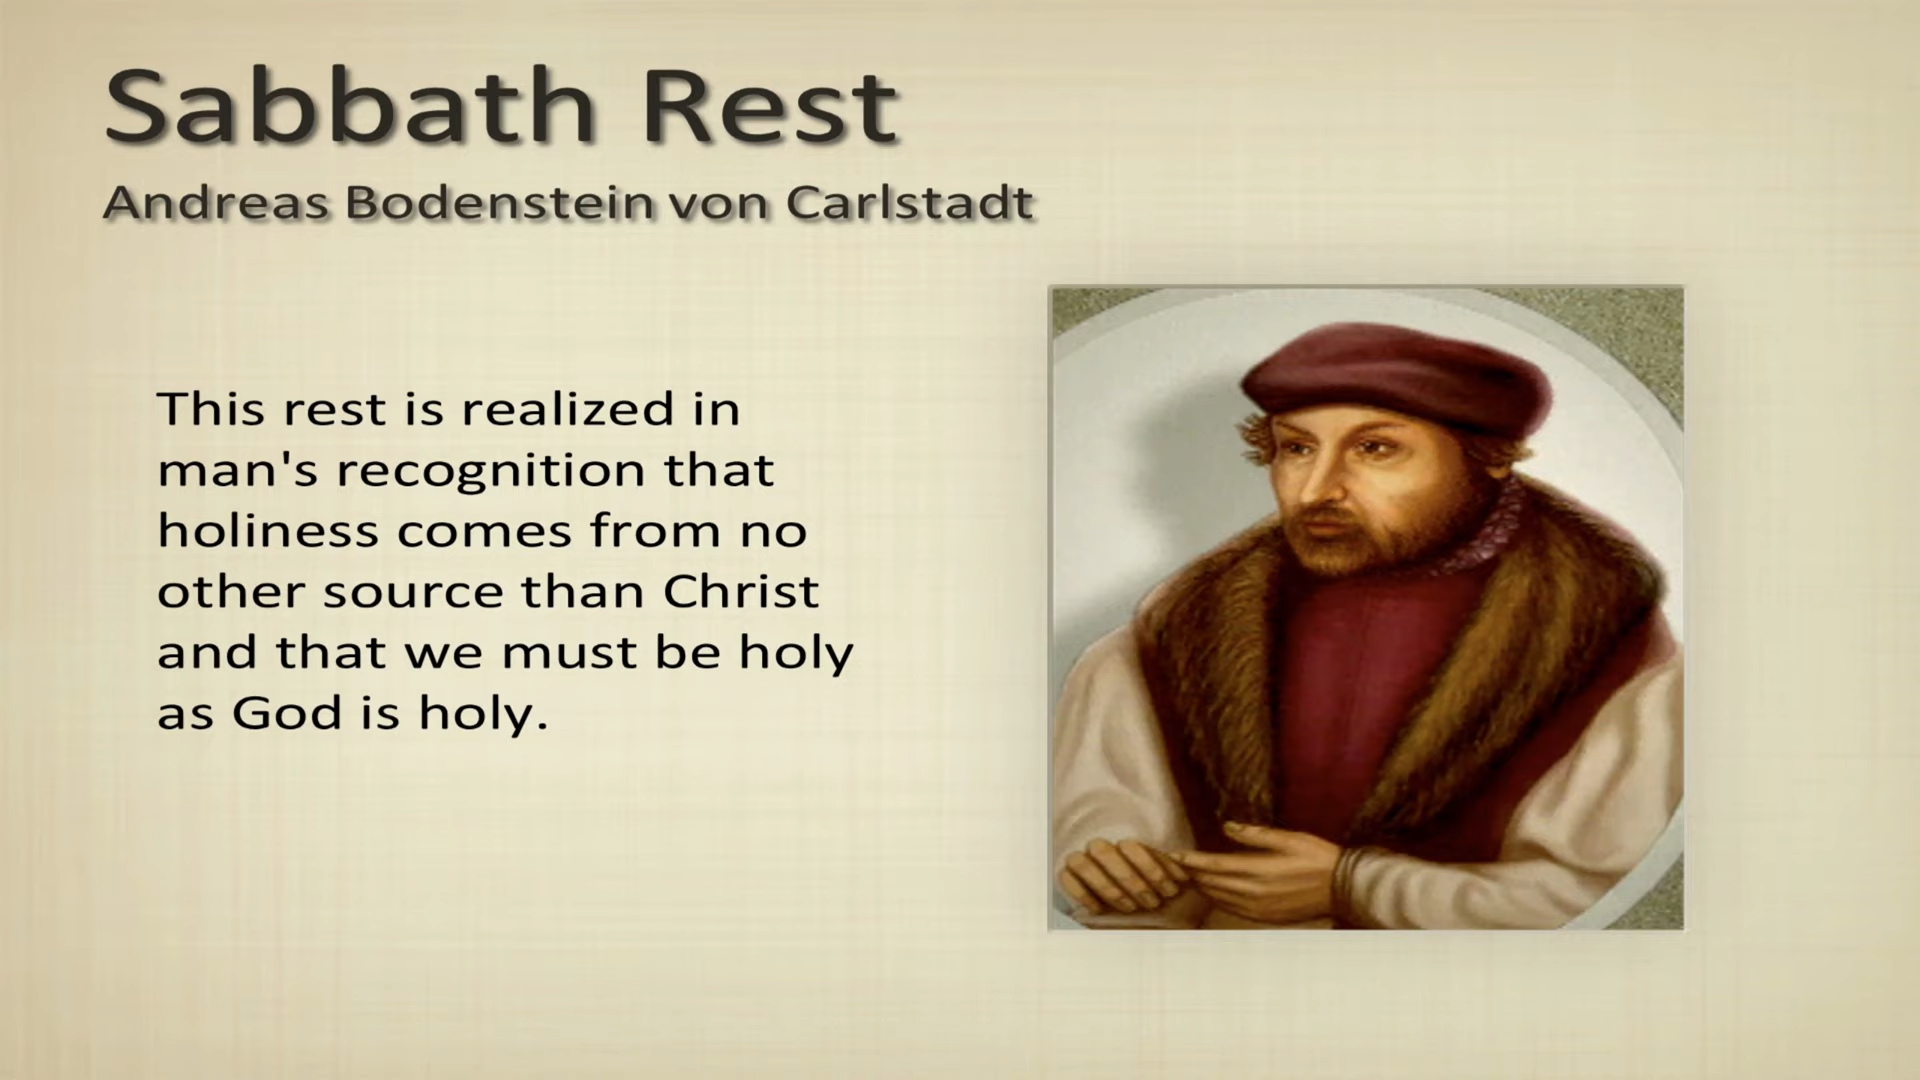 Sabbath Rest
Andreas Bodenstein von Carlstadt
This rest is realized in
man's recognition that
holiness comes from no
other source than Christ
and that we must be holy
as God is holy.